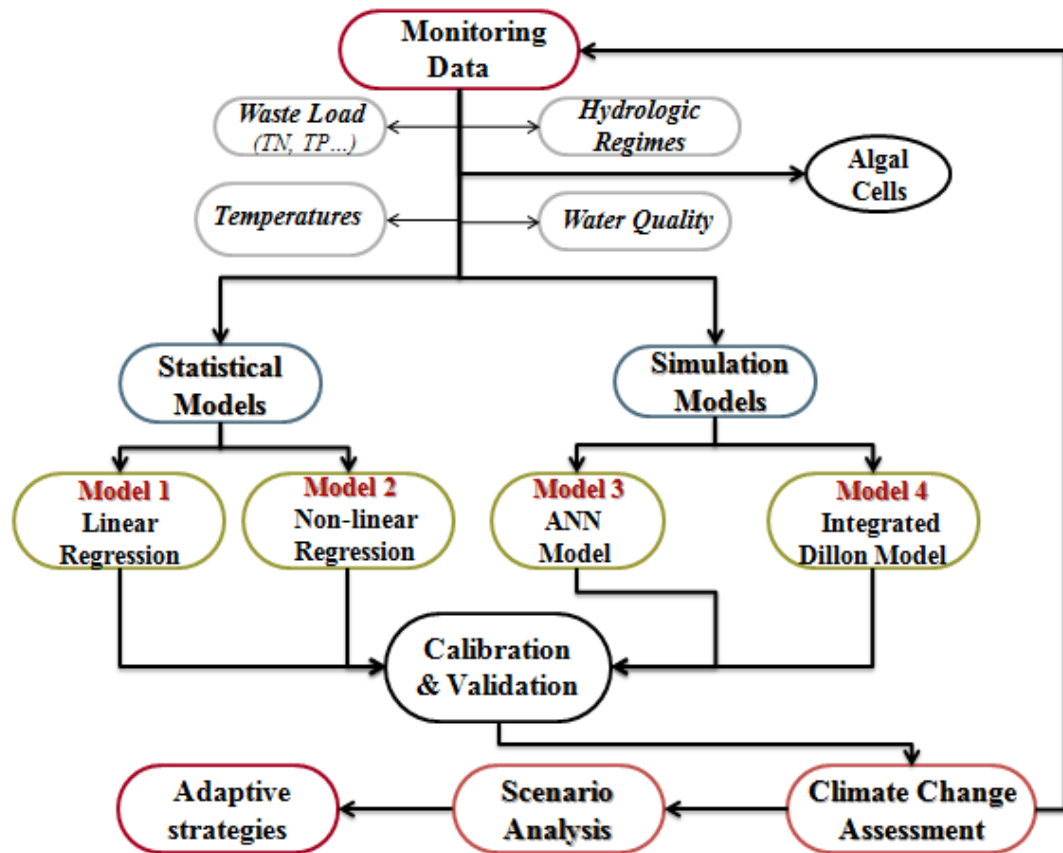 Monitoring
Data
Waste Load
(TN, TP...)
Hydrologic
Regimes
Algal
Cells
Temperatures
Water Quality
Statistical
Models
Simulation
Models
Model 1
Linear
Regression
Model 2
Non-linear
Regression
Model 3
ANN
Model
Model 4
Integrated
Dillon Model
Calibration
& Validation
Adaptive
strategies
Scenario
Analysis
Climate Change
Assessment